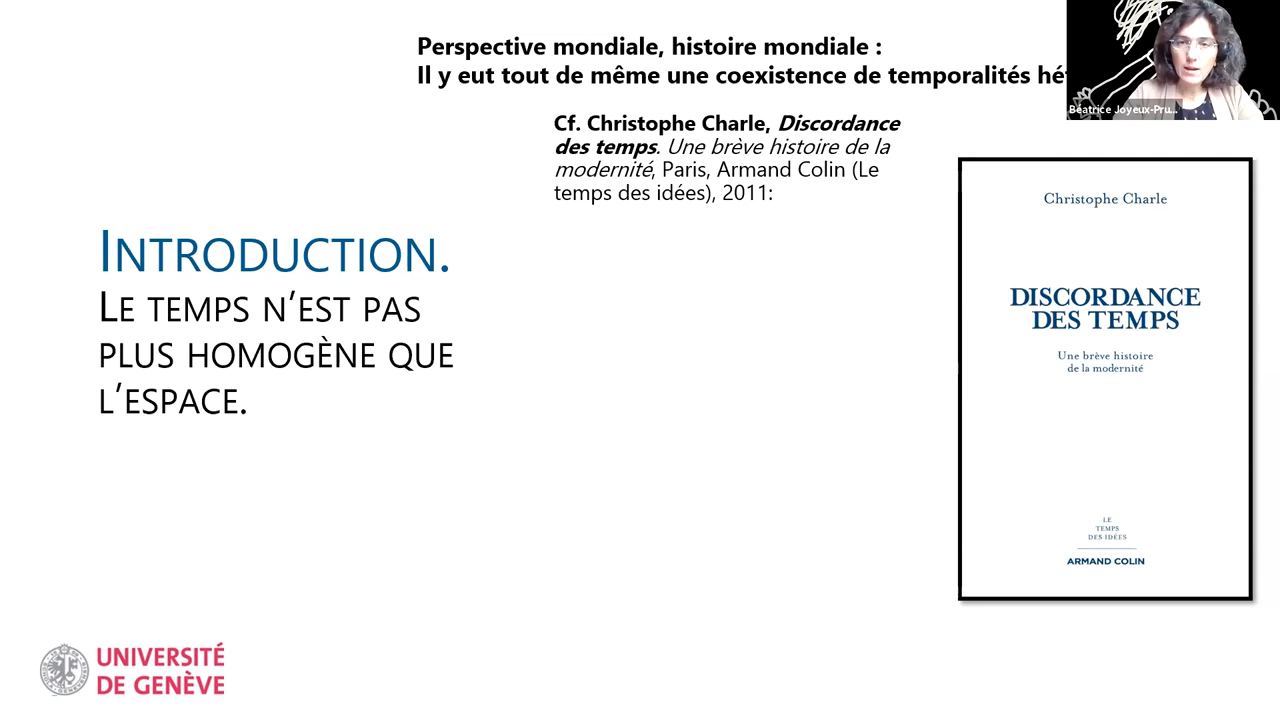 Perspective mondiale, histoire mondiale :
Il y eut tout de même une coexistence de temporalités
Béatrice Joyeux-Pru...
Cf. Christophe Charle, Discordance
des temps. Une brève histoire de la
modernité, Paris, Armand Colin (Le
temps des idées), 2011:
INTRODUCTION.
LE TEMPS N'EST PAS
PLUS HOMOGÈNE QUE
L'ESPACE.
Christophe Charle
DISCORDANCE
DES TEMPS
Une brève histoire
de la modernité
LE
TEMPS
DES IDÉES
ARMAND COLIN
UNIVERSITÉ
DE GENÈVE